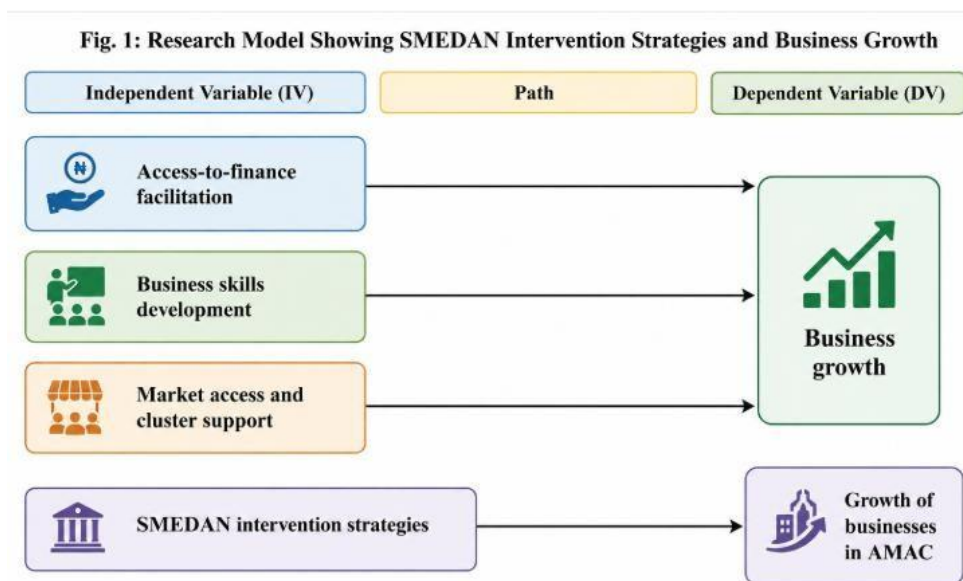 Fig. 1: Research Model Showing SMEDAN Intervention Strategies and Business Growth
Independent Variable (IV)
Path
Dependent Variable (DV)
₦
Access-to-finance
facilitation
Business skills
development
Market access and
cluster support
Business
growth
SMEDAN intervention strategies
Growth of
businesses
in AMAC